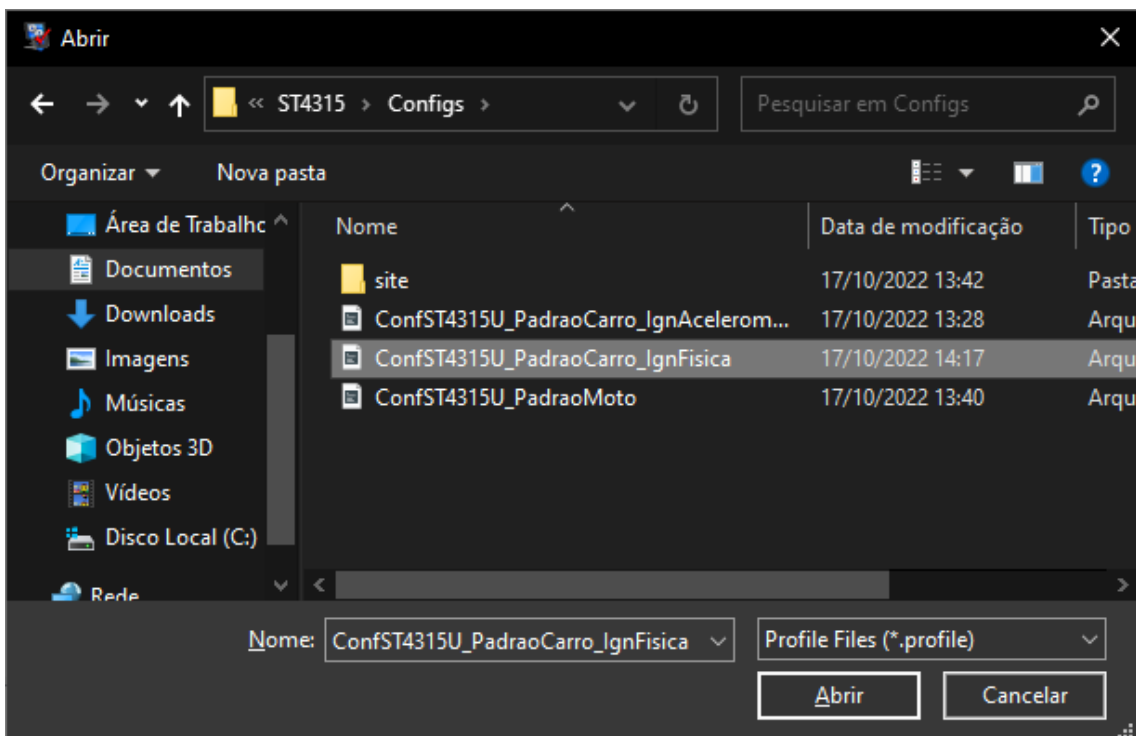 Abrir
« ST4315 › Configs ›
Pesquisar em Configs
Organizar
Nova pasta
Nome
Data de modificação
Tipo
Área de Trabalho
Documentos
Downloads
Imagens
Músicas
Objetos 3D
Vídeos
Disco Local (C:)
Rede
site 17/10/2022 13:42 Pasta
ConfST4315U_PadraoCarro_IgnAcelerom... 17/10/2022 13:28 Arqu
ConfST4315U_PadraoCarro_IgnFisica 17/10/2022 14:17 Arqu
ConfST4315U_PadraoMoto 17/10/2022 13:40 Arqu
Nome: ConfST4315U_PadraoCarro_IgnFisica
Profile Files (*.profile)
Abrir
Cancelar